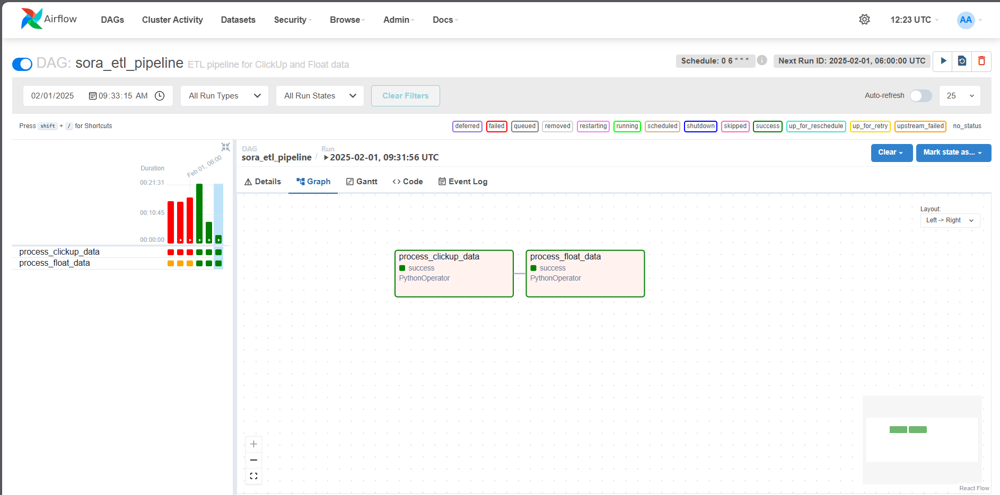 Airflow DAGs Cluster Activity Datasets Security Browse Admin Docs 12:23 UTC AA
DAG: sora_etl_pipeline ETL pipeline for ClickUp and Float data Schedule: 0 6 * * * i Next Run ID: 2025-02-01, 06:00:00 UTC
02/01/2025 09:33:15 AM All Run Types All Run States Clear Filters Auto-refresh 25
Press shift + / for Shortcuts deferred failed queued removed restarting running scheduled shutdown skipped success up_for_reschedule up_for_retry upstream_failed no_status
DAG Run
sora_etl_pipeline / 2025-02-01, 09:31:56 UTC Clear Mark state as...
Details Graph Gantt Code Event Log
Duration
Feb 01, 06:00
00:21:31
00:10:45
00:00:00
process_clickup_data
process_float_data
Layout:
Left -> Right
process_clickup_data
success
PythonOperator
process_float_data
success
PythonOperator
React Flow